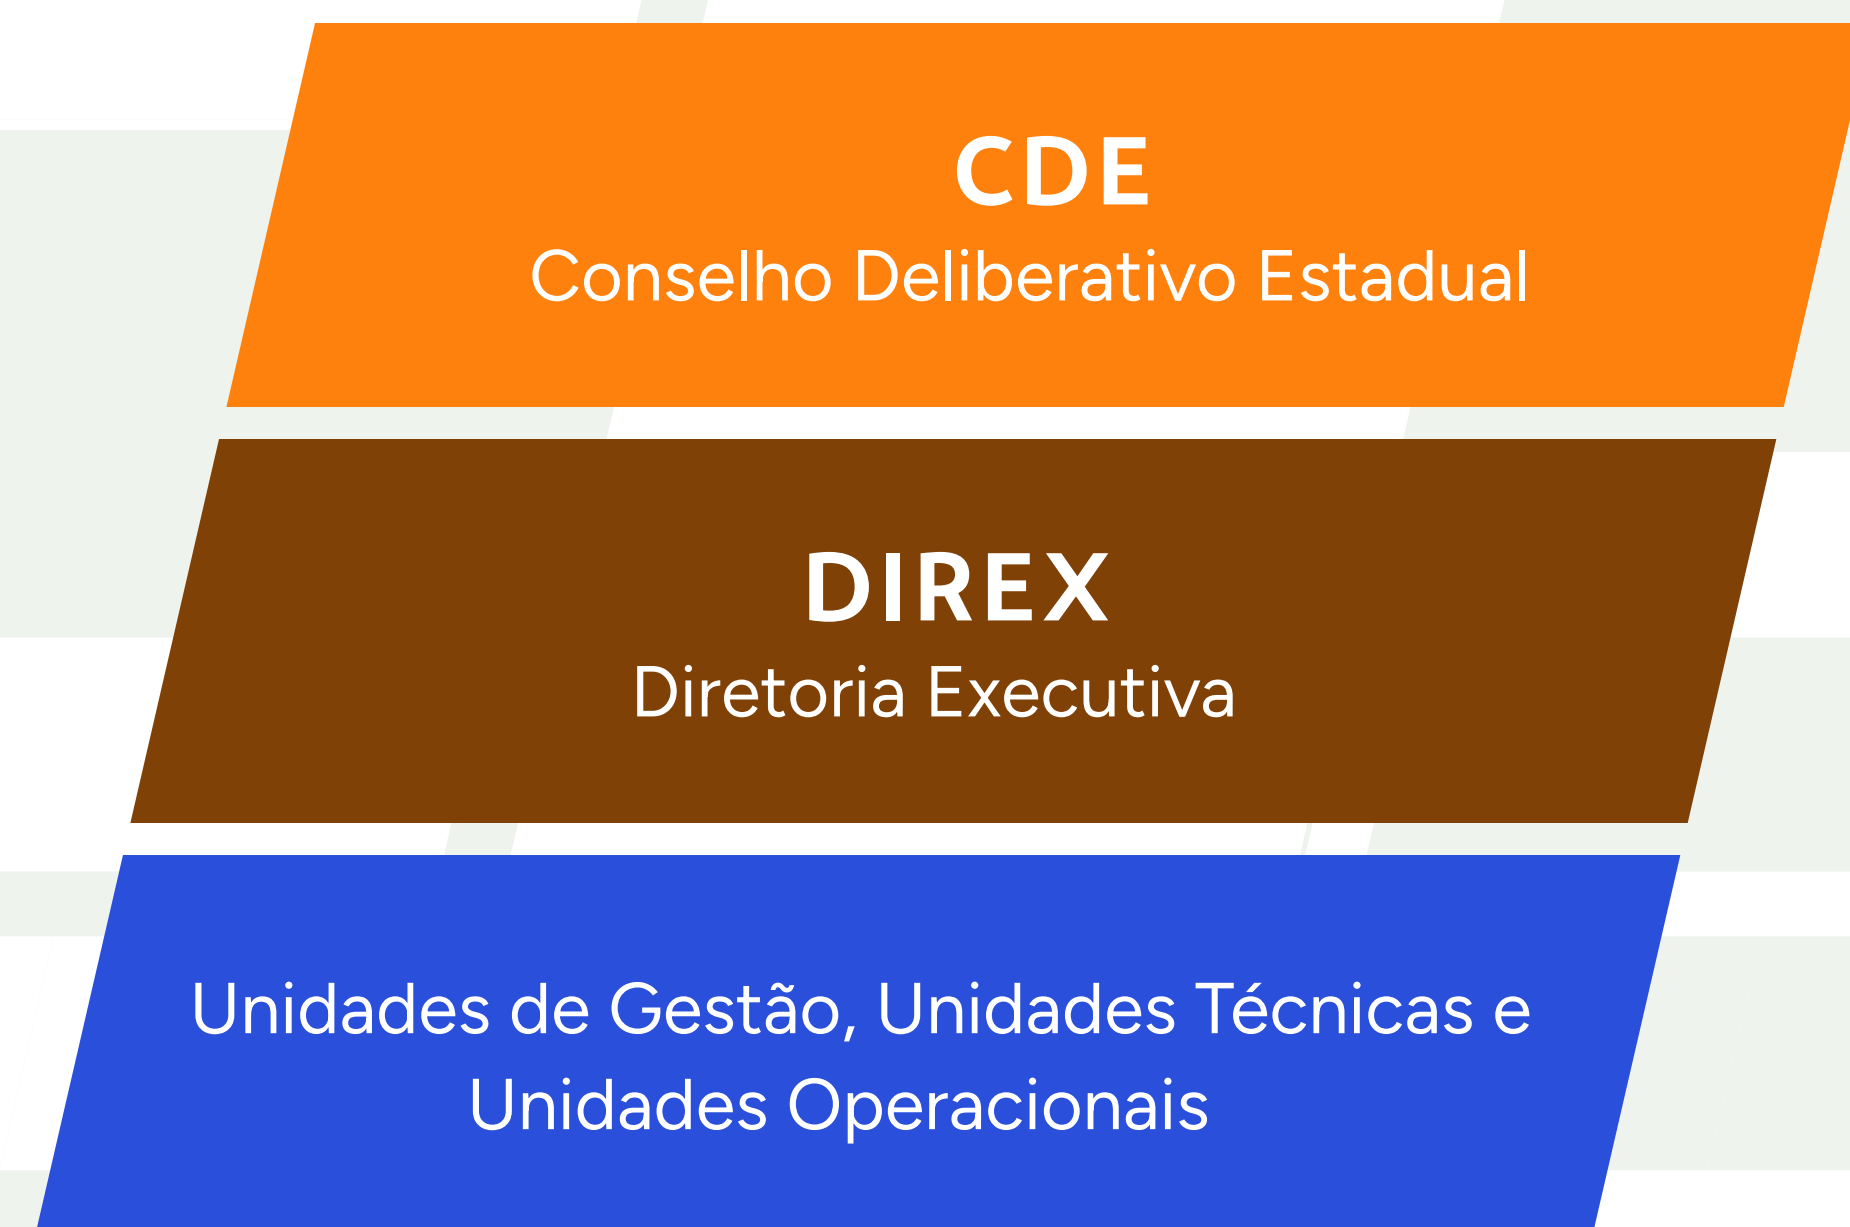 CDE
Conselho Deliberativo Estadual
DIREX
Diretoria Executiva
Unidades de Gestão, Unidades Técnicas e
Unidades Operacionais